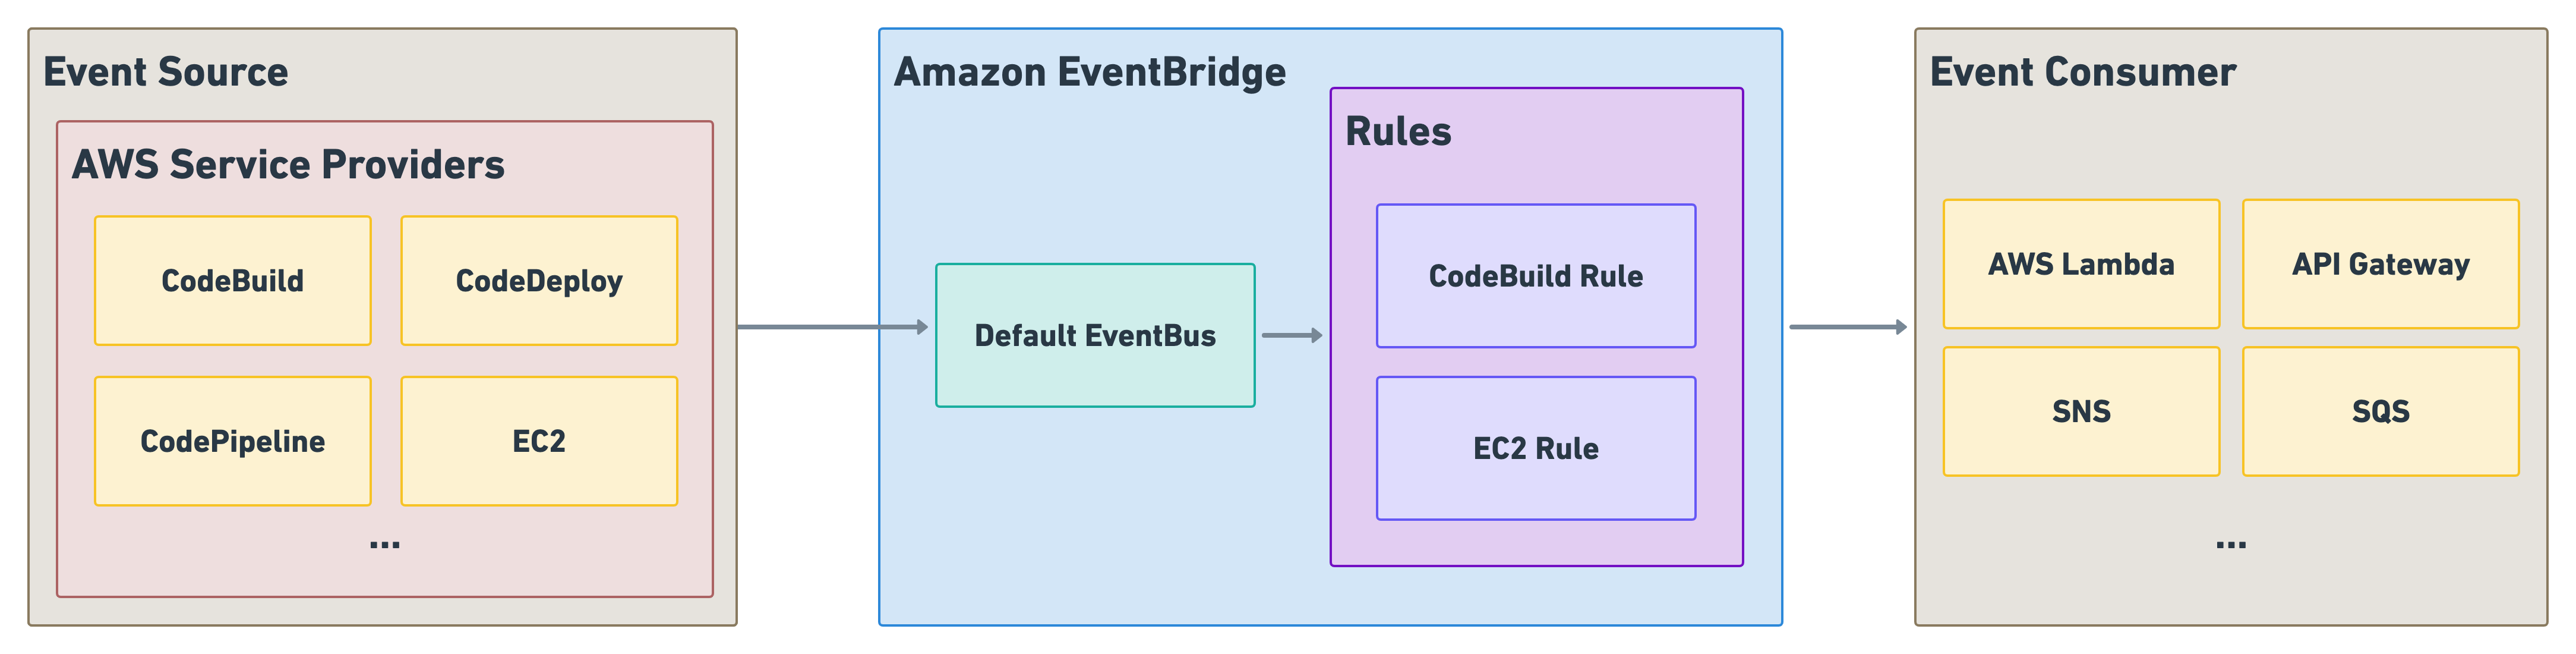 Event Source
AWS Service Providers
CodeBuild
CodeDeploy
CodePipeline
EC2
...
Amazon EventBridge
Default EventBus
Rules
CodeBuild Rule
EC2 Rule
Event Consumer
AWS Lambda
API Gateway
SNS
SQS
...